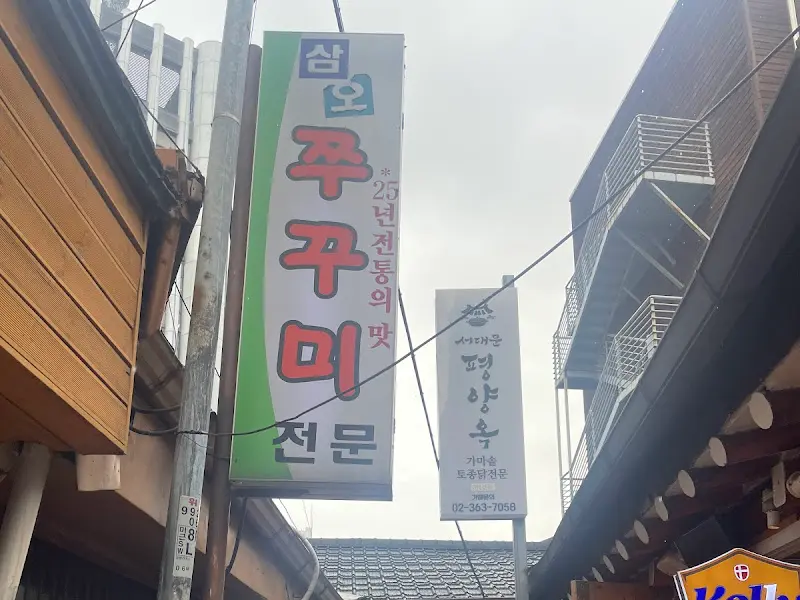 삼
오
쭈
꾸
미
전문
*25년전통의 맛
서대문
평
양
옥
가마솥
토종닭전문
02-363-7058